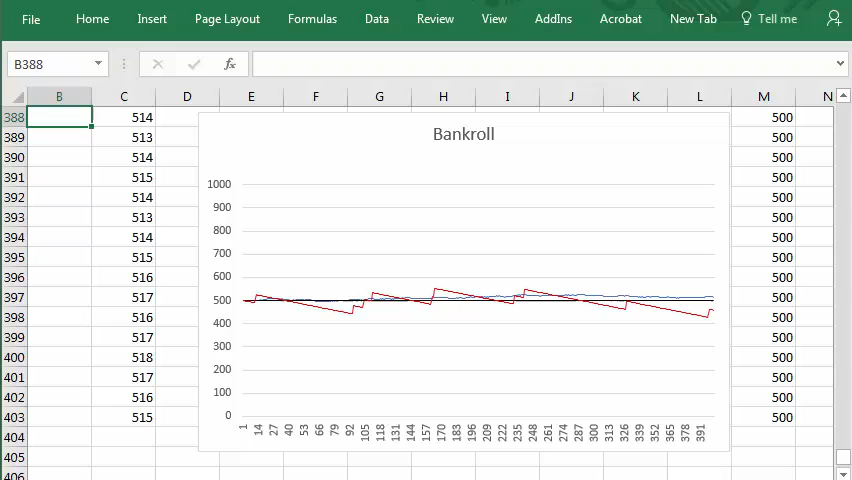 File Home Insert Page Layout Formulas Data Review View AddIns Acrobat New Tab Tell me
B388 fx
B C D E F G H I J K L M N
388 514 500
389 513 500
390 514 500
391 515 500
392 514 500
393 513 500
394 514 500
395 515 500
396 516 500
397 517 500
398 516 500
399 517 500
400 518 500
401 517 500
402 516 500
403 515 500
404
405
406
Bankroll
1000
900
800
700
600
500
400
300
200
100
0
1 14 27 40 53 66 79 92 105 118 131 144 157 170 183 196 209 222 235 248 261 274 287 300 313 326 339 352 365 378 391